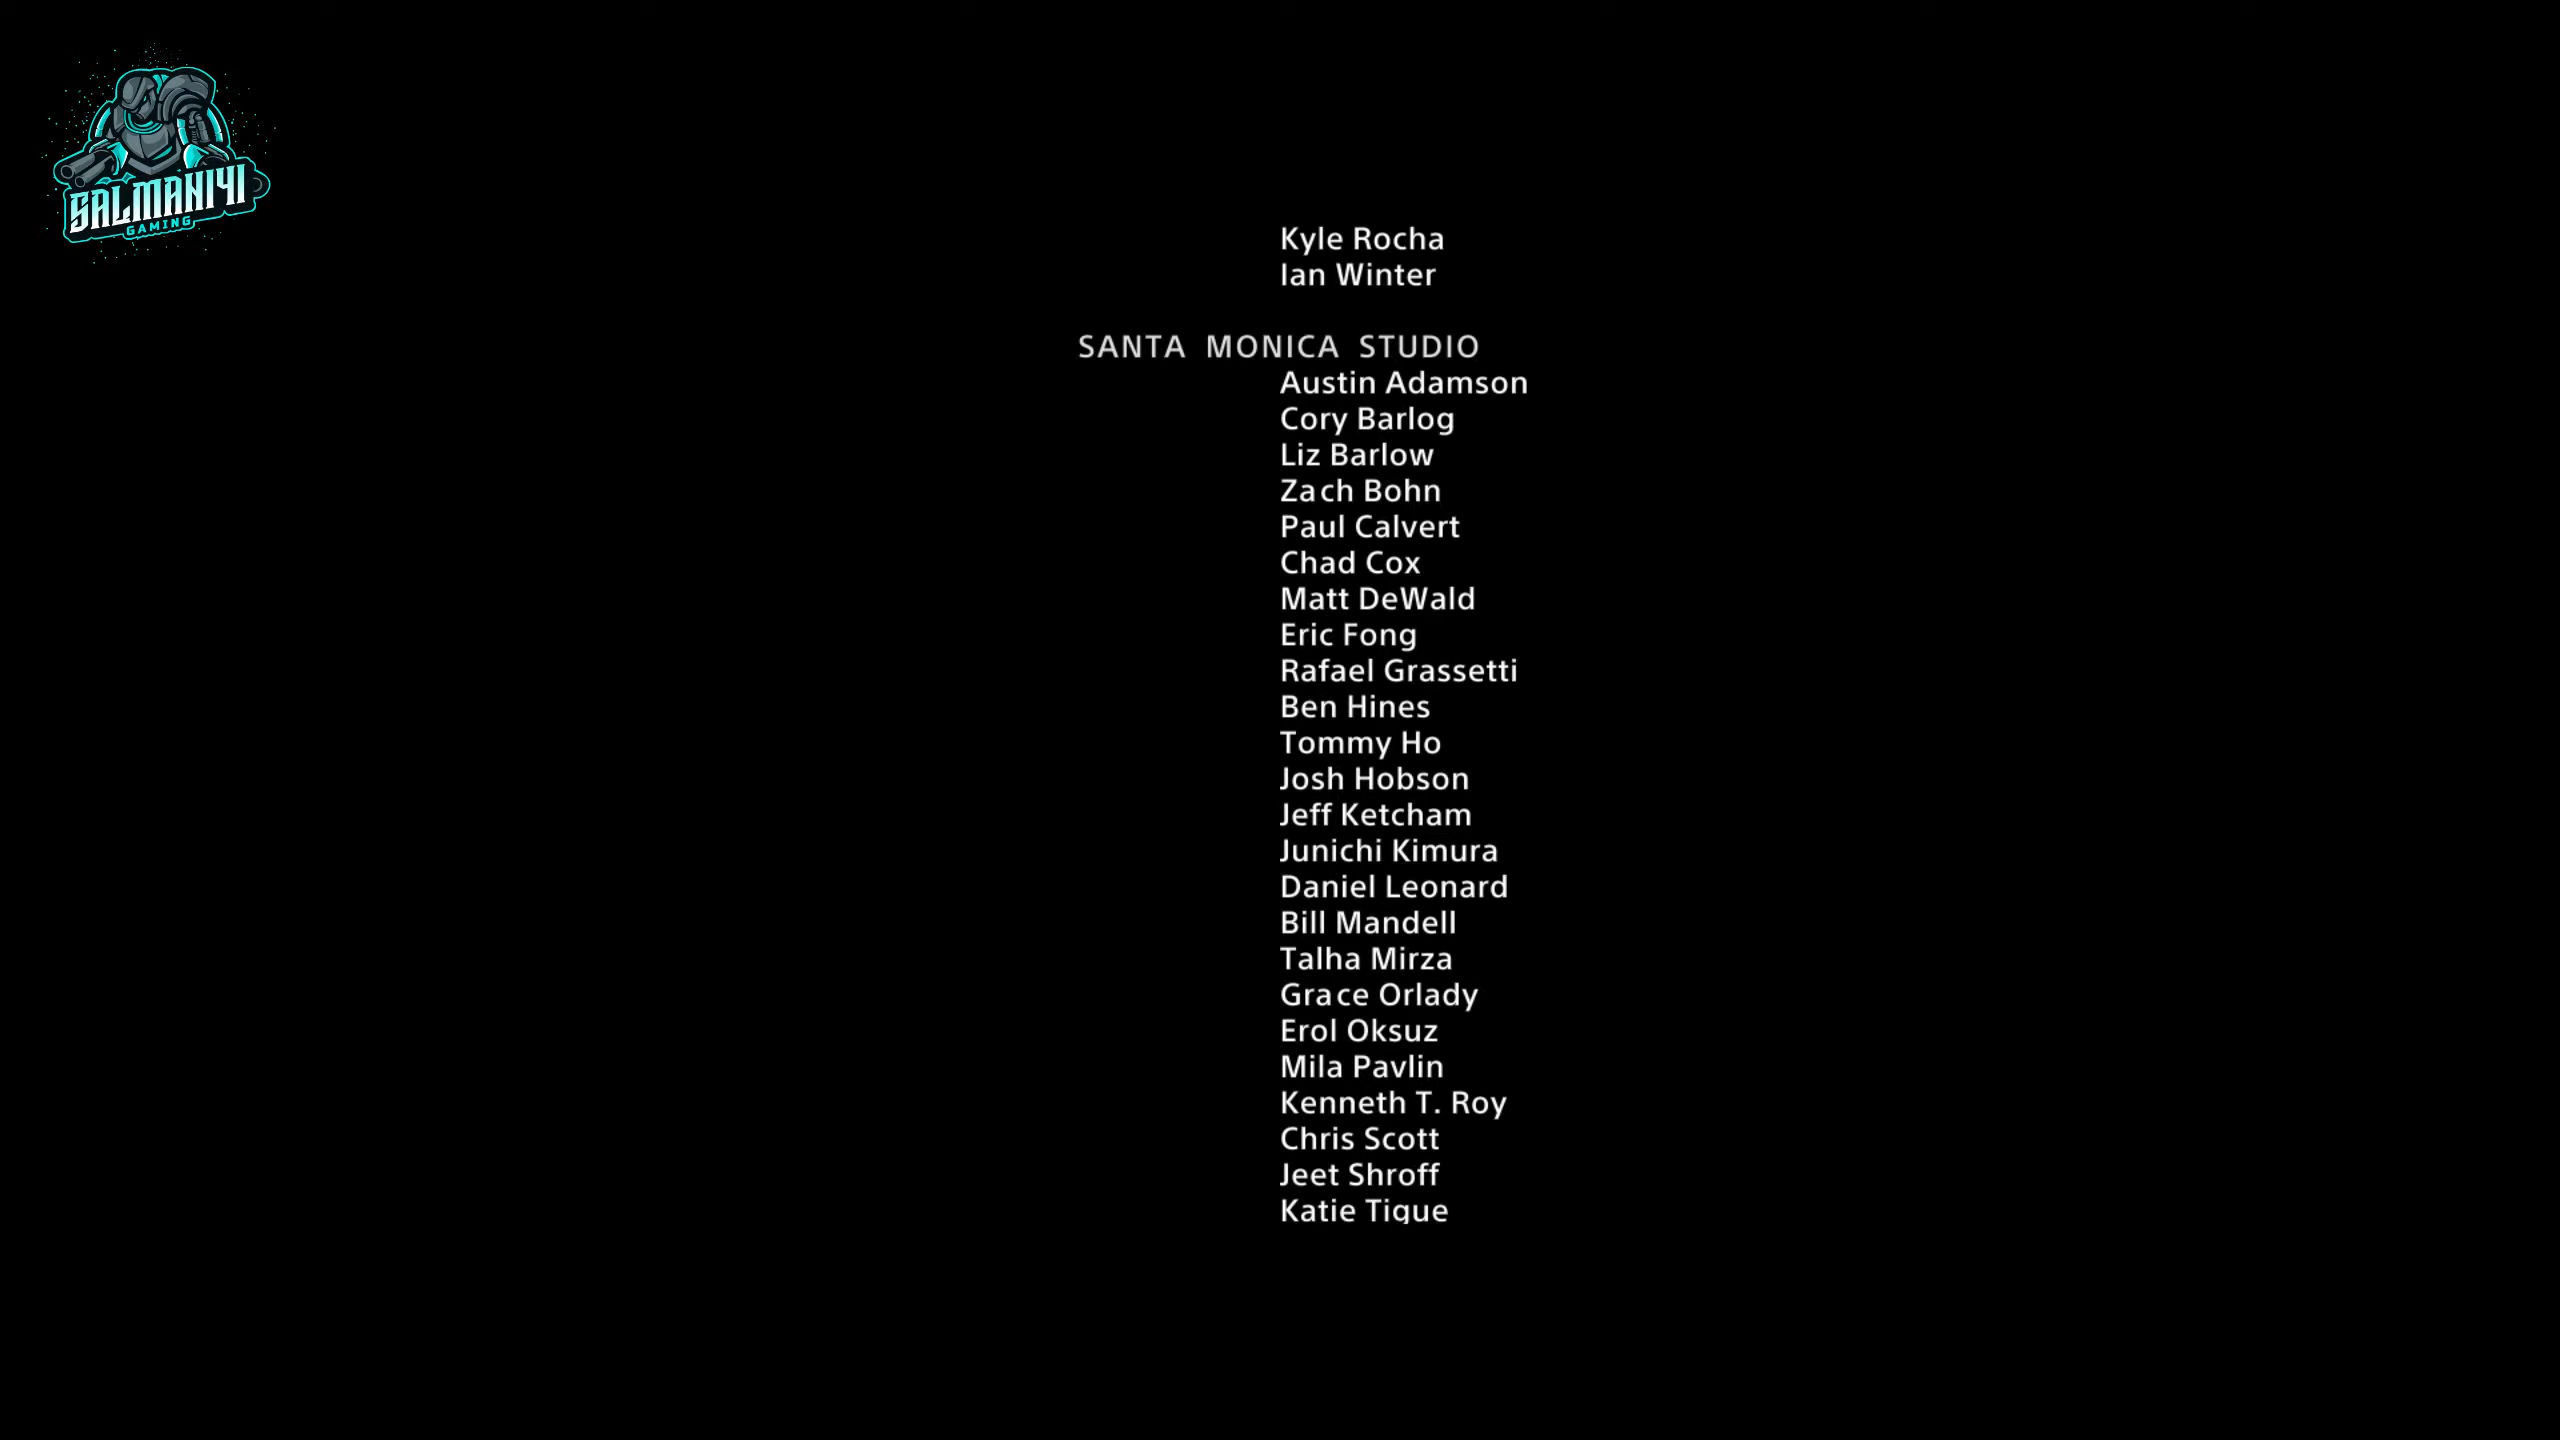 SALMAN141
GAMING
Kyle Rocha
Ian Winter
SANTA MONICA STUDIO
Austin Adamson
Cory Barlog
Liz Barlow
Zach Bohn
Paul Calvert
Chad Cox
Matt DeWald
Eric Fong
Rafael Grassetti
Ben Hines
Tommy Ho
Josh Hobson
Jeff Ketcham
Junichi Kimura
Daniel Leonard
Bill Mandell
Talha Mirza
Grace Orlady
Erol Oksuz
Mila Pavlin
Kenneth T. Roy
Chris Scott
Jeet Shroff
Katie Tigue